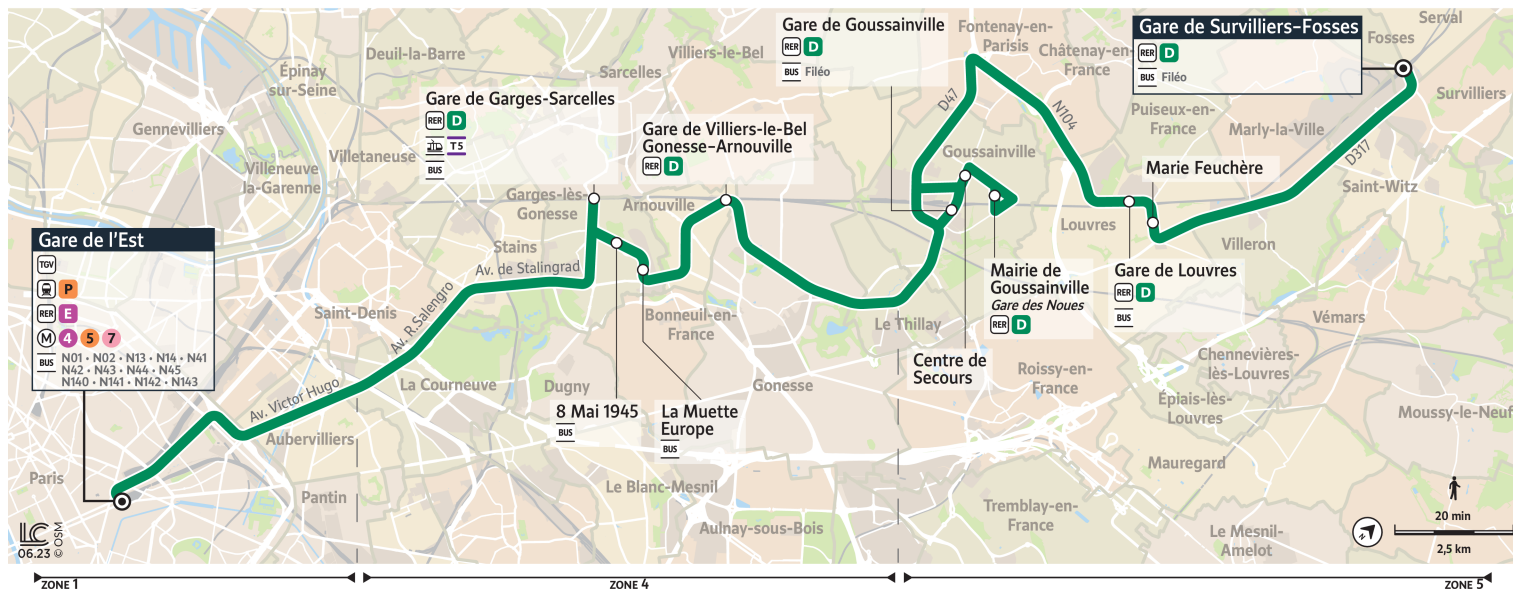 Serval
Fosses
Gare de Survilliers–Fosses
RER D
BUS Filéo
Gare de Goussainville
RER D
BUS Filéo
Fontenay-en-
Parisis
Châtenay-en-
France
Deuil-la-Barre
Villiers-le-Bel
Sarcelles
Épinay
sur-Seine
Survilliers
Gare de Garges-Sarcelles
RER D
T5
BUS
D47
N104
Puiseux-en-
France
Marly-la-Ville
Gennevilliers
Gare de Villiers-le-Bel
Gonesse–Arnouville
RER D
Villetaneuse
Villeneuve
la-Garenne
Goussainville
D317
Marie Feuchère
Saint-Witz
Garges-lès-
Gonesse
Arnouville
Louvres
Villeron
Stains
Av. de Stalingrad
Gare de l'Est
TGV
P
RER E
M 4 5 7
BUS N01 • N02 • N13 • N14 • N41
N42 • N43 • N44 • N45
N140 • N141 • N142 • N143
Mairie de
Goussainville
Gare des Noues
RER D
Gare de Louvres
RER D
BUS
Saint-Denis
Av. R.Salengro
Bonneuil-en-
France
Le Thillay
Vémars
Centre de
Secours
Chennevières-
lès-Louvres
Roissy-en-
France
La Courneuve
Dugny
Gonesse
Av. Victor Hugo
Épiais-lès-
Louvres
8 Mai 1945
BUS
La Muette
Europe
BUS
Moussy-le-Neuf
Aubervilliers
Mauregard
Paris
Pantin
Le Blanc-Mesnil
Aulnay-sous-Bois
Tremblay-en-
France
Le Mesnil-
Amelot
20 min
2,5 km
N
LC
06.23 © OSM
ZONE 1
ZONE 4
ZONE 5